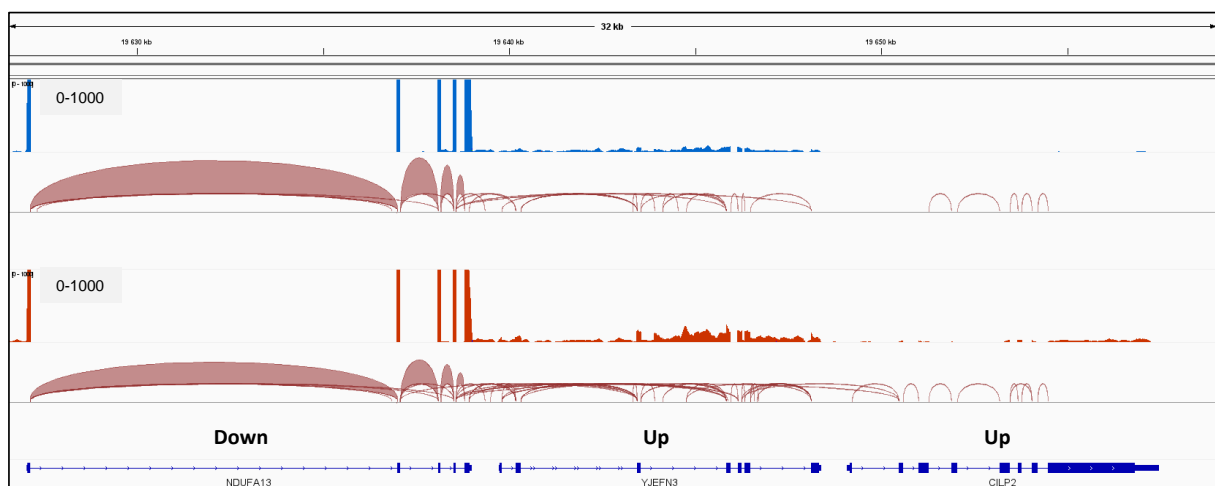 32 kb
19 630 kb 19 640 kb 19 650 kb
0-1000
0-1000
Down Up Up
NDUFA13 YJEFN3 CILP2